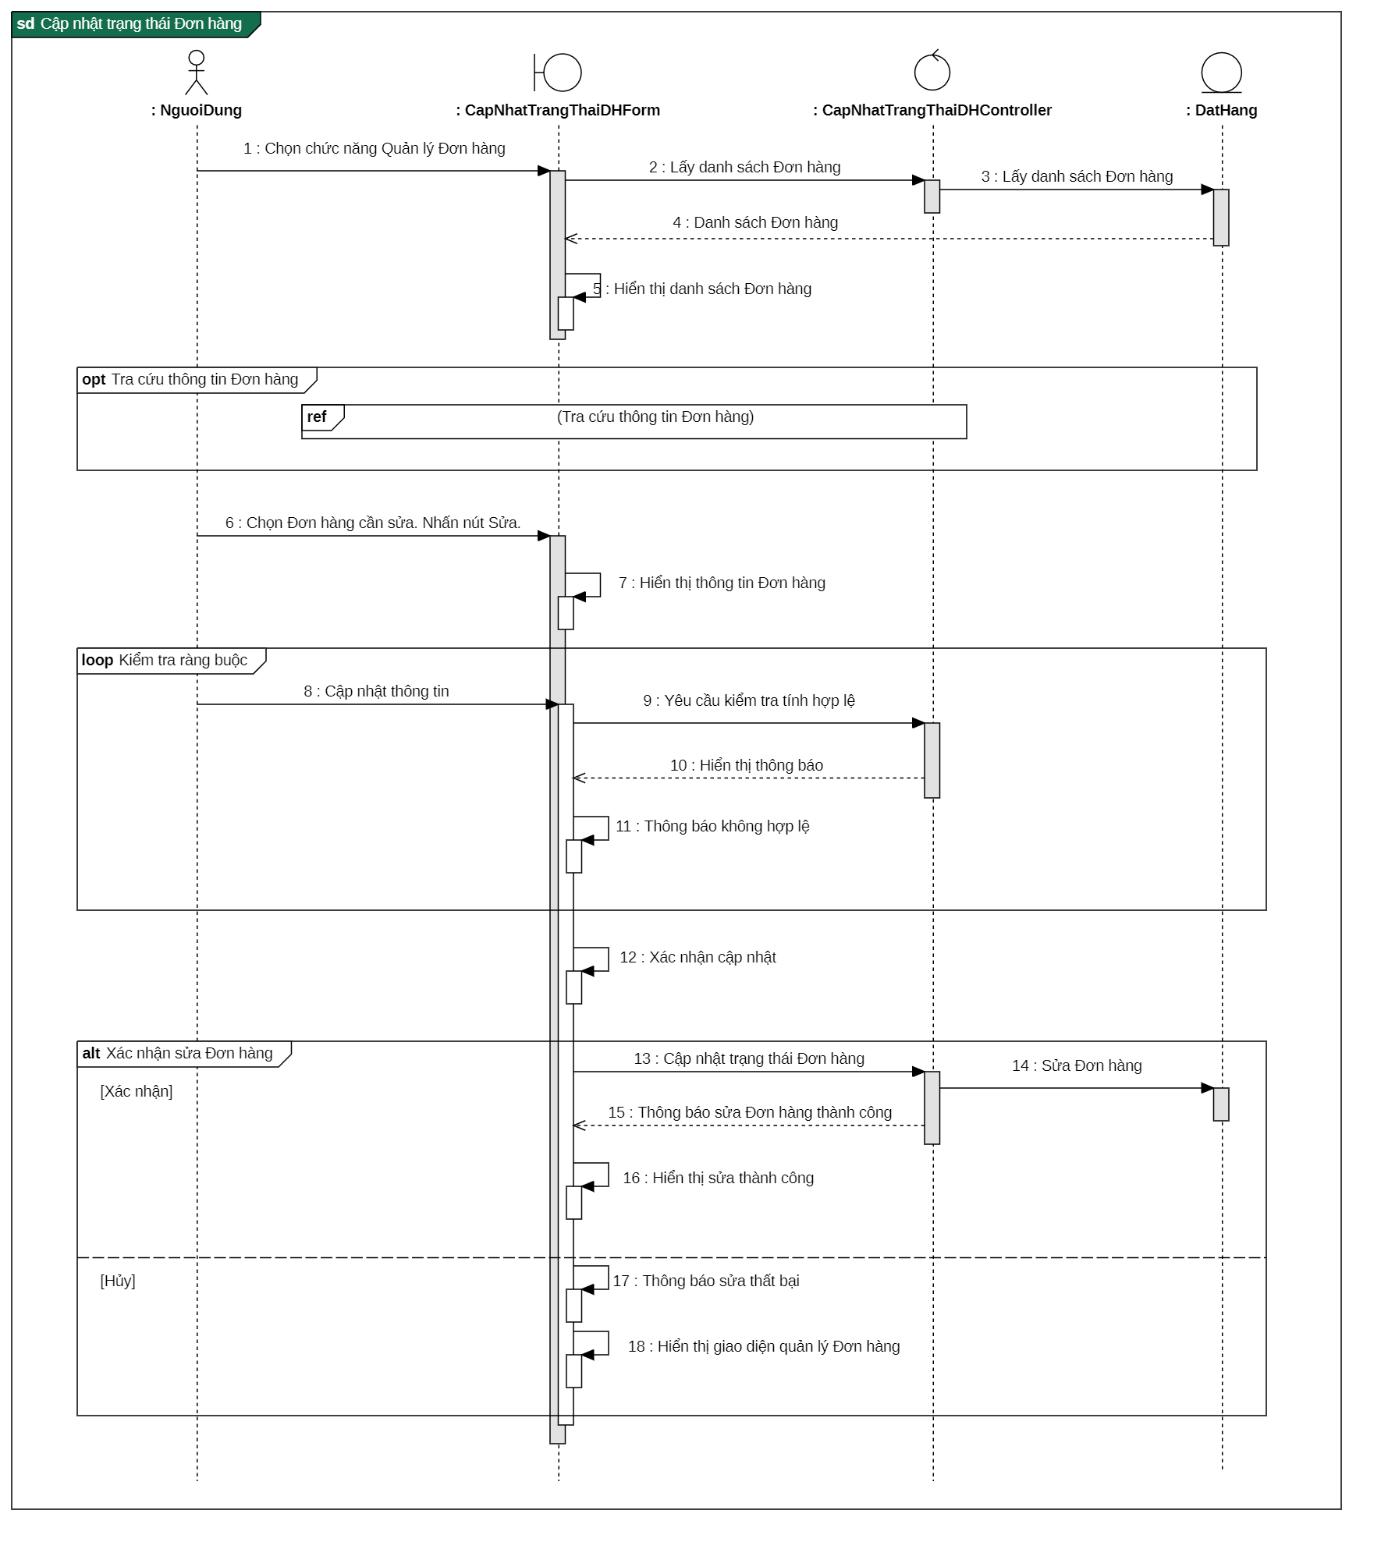 sd Cập nhật trạng thái Đơn hàng
: NguoiDung
: CapNhatTrangThaiDHForm
: CapNhatTrangThaiDHController
: DatHang
1 : Chọn chức năng Quản lý Đơn hàng
2 : Lấy danh sách Đơn hàng
3 : Lấy danh sách Đơn hàng
4 : Danh sách Đơn hàng
5 : Hiển thị danh sách Đơn hàng
opt Tra cứu thông tin Đơn hàng
ref (Tra cứu thông tin Đơn hàng)
6 : Chọn Đơn hàng cần sửa. Nhấn nút Sửa.
7 : Hiển thị thông tin Đơn hàng
loop Kiểm tra ràng buộc
8 : Cập nhật thông tin
9 : Yêu cầu kiểm tra tính hợp lệ
10 : Hiển thị thông báo
11 : Thông báo không hợp lệ
12 : Xác nhận cập nhật
alt Xác nhận sửa Đơn hàng
13 : Cập nhật trạng thái Đơn hàng
14 : Sửa Đơn hàng
[Xác nhận]
15 : Thông báo sửa Đơn hàng thành công
16 : Hiển thị sửa thành công
[Hủy]
17 : Thông báo sửa thất bại
18 : Hiển thị giao diện quản lý Đơn hàng